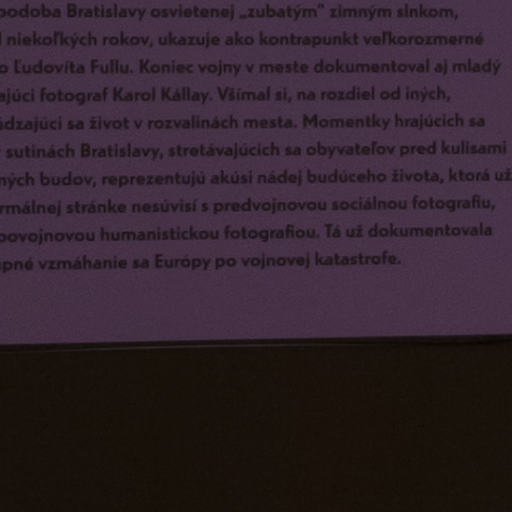 podoba Bratislavy osvietenej „zubatým“ zimným slnkom,
niekoľkých rokov, ukazuje ako kontrapunkt veľkorozmerné
o Ľudovíta Fullu. Koniec vojny v meste dokumentoval aj mladý
ajúci fotograf Karol Kállay. Všímal si, na rozdiel od iných,
ádzajúci sa život v rozvalinách mesta. Momentky hrajúcich sa
sutinách Bratislavy, stretávajúcich sa obyvateľov pred kulisami
ných budov, reprezentujú akúsi nádej budúceho života, ktorá už
rmálnej stránke nesúvisí s predvojnovou sociálnou fotografiu,
povojnovou humanistickou fotografiou. Tá už dokumentovala
upné vzmáhanie sa Európy po vojnovej katastrofe.